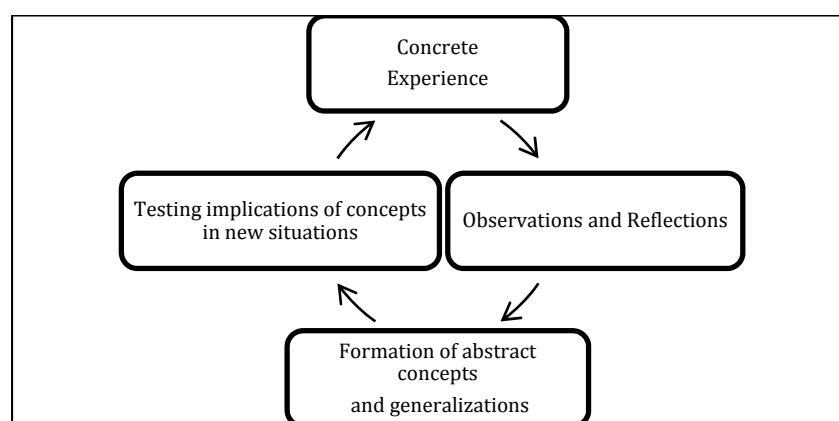 Concrete
Experience
Testing implications of concepts
in new situations
Observations and Reflections
Formation of abstract
concepts
and generalizations